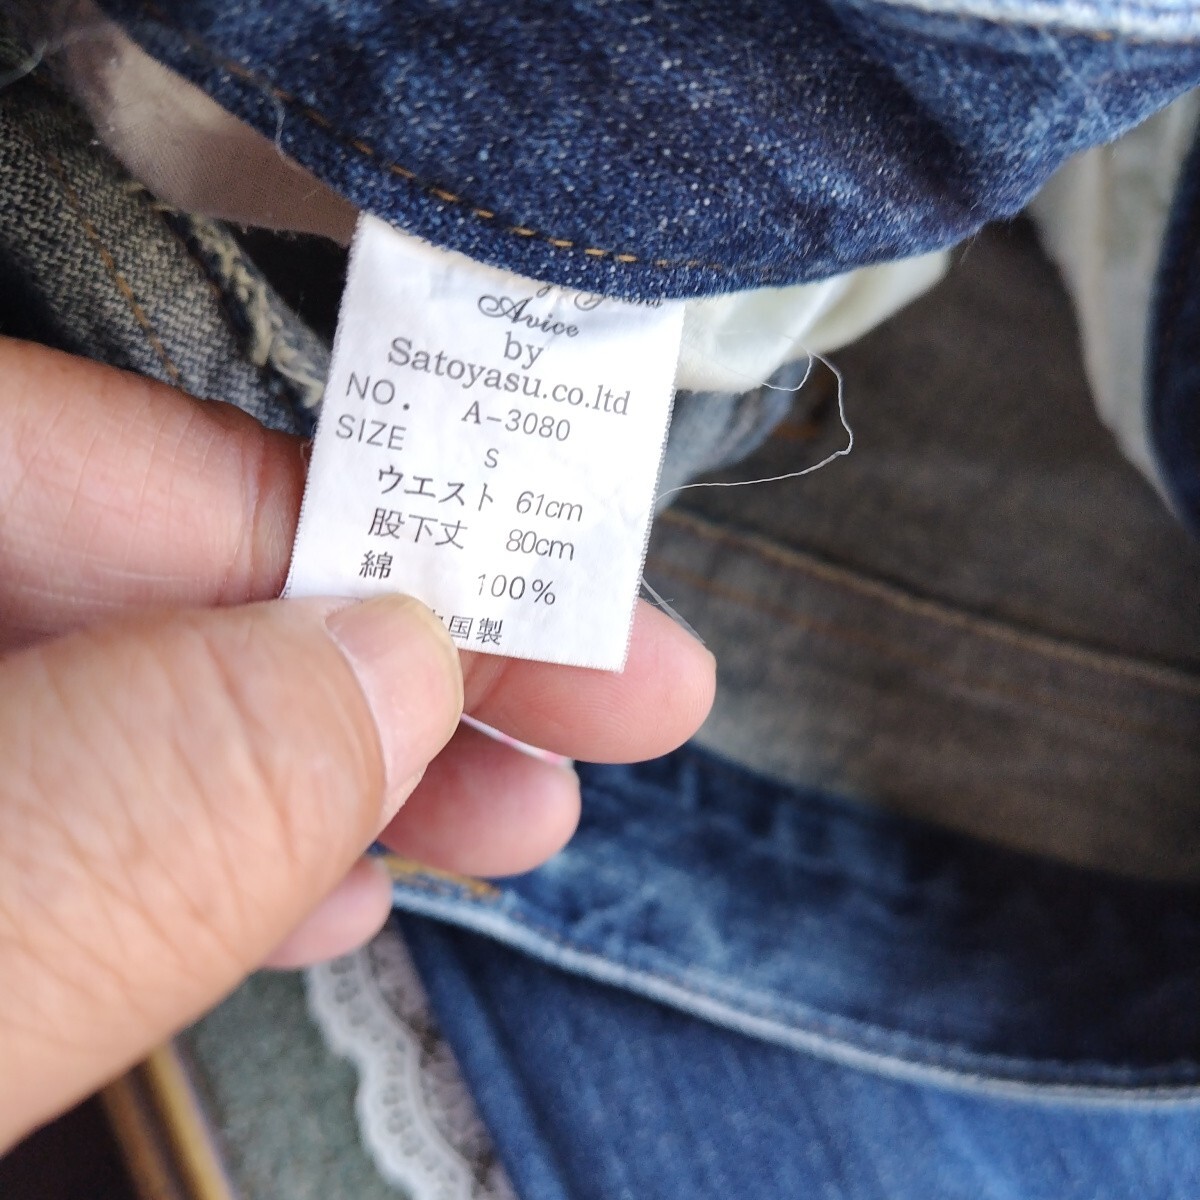 Jeans
Avice
by
Satoyasu.co.ltd
NO. A-3080
SIZE S
ウエスト 61cm
股下丈 80cm
綿 100%
国製